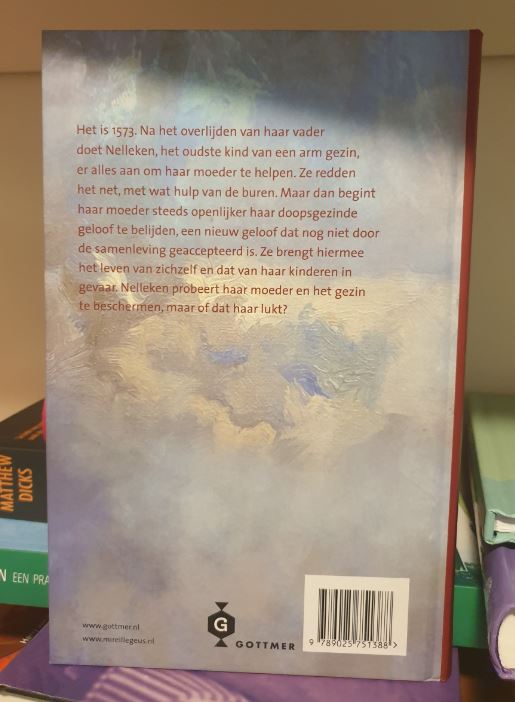 Het is 1573. Na het overlijden van haar vader
doet Nelleken, het oudste kind van een arm gezin,
er alles aan om haar moeder te helpen. Ze redden
het net, met wat hulp van de buren. Maar dan begint
haar moeder steeds openlijker haar doopsgezinde
geloof te belijden, een nieuw geloof dat nog niet door
de samenleving geaccepteerd is. Ze brengt hiermee
het leven van zichzelf en dat van haar kinderen in
gevaar. Nelleken probeert haar moeder en het gezin
te beschermen, maar of dat haar lukt?
MATTHEW
DICKS
N EEN PRA
www.gottmer.nl
www.mireillegeus.nl
G
GOTTMER
9 789025 751388 >